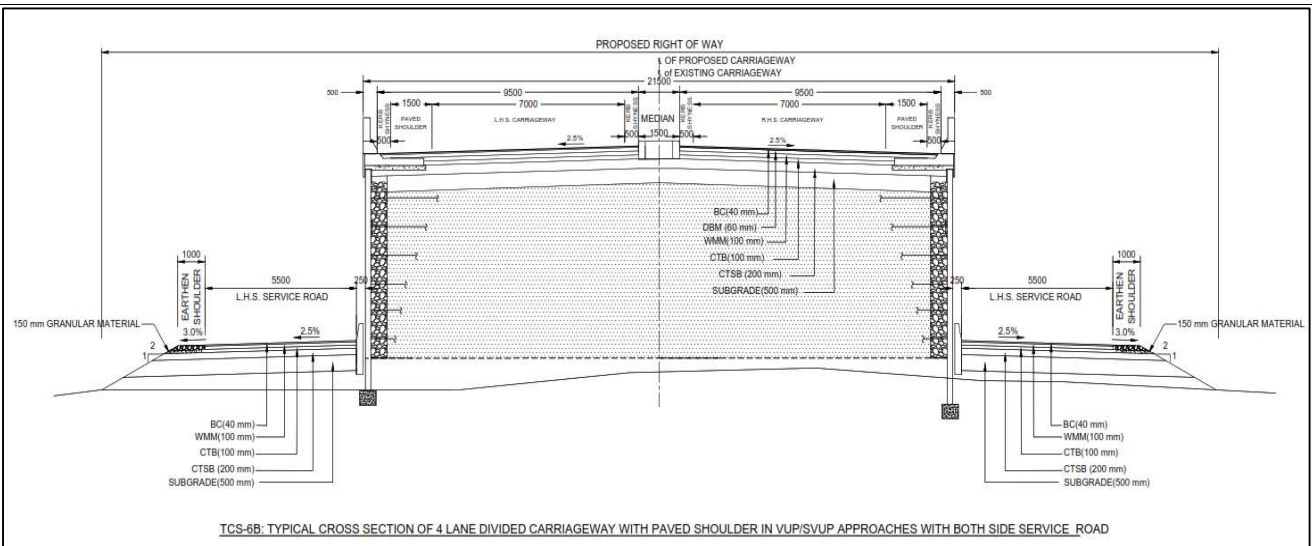 PROPOSED RIGHT OF WAY
℄ OF PROPOSED CARRIAGEWAY
℄ of EXISTING CARRIAGEWAY
21500
500
9500
9500
500
1500
7000
7000
1500
KERB SHYNESS
PAVED SHOULDER
L.H.S. CARRIAGEWAY
KERB SHYNESS
MEDIAN
KERB SHYNESS
R.H.S. CARRIAGEWAY
PAVED SHOULDER
KERB SHYNESS
500
500
1500
500
500
2.5%
2.5%
BC(40 mm)
DBM (60 mm)
WMM(100 mm)
CTB(100 mm)
CTSB (200 mm)
SUBGRADE(500 mm)
1000
EARTHEN SHOULDER
5500
250
L.H.S. SERVICE ROAD
150 mm GRANULAR MATERIAL
3.0%
2.5%
2
1
250
5500
1000
L.H.S. SERVICE ROAD
EARTHEN SHOULDER
2.5%
3.0%
150 mm GRANULAR MATERIAL
2
1
BC(40 mm)
WMM(100 mm)
CTB(100 mm)
CTSB (200 mm)
SUBGRADE(500 mm)
BC(40 mm)
WMM(100 mm)
CTB(100 mm)
CTSB (200 mm)
SUBGRADE(500 mm)
TCS-6B: TYPICAL CROSS SECTION OF 4 LANE DIVIDED CARRIAGEWAY WITH PAVED SHOULDER IN VUP/SVUP APPROACHES WITH BOTH SIDE SERVICE ROAD